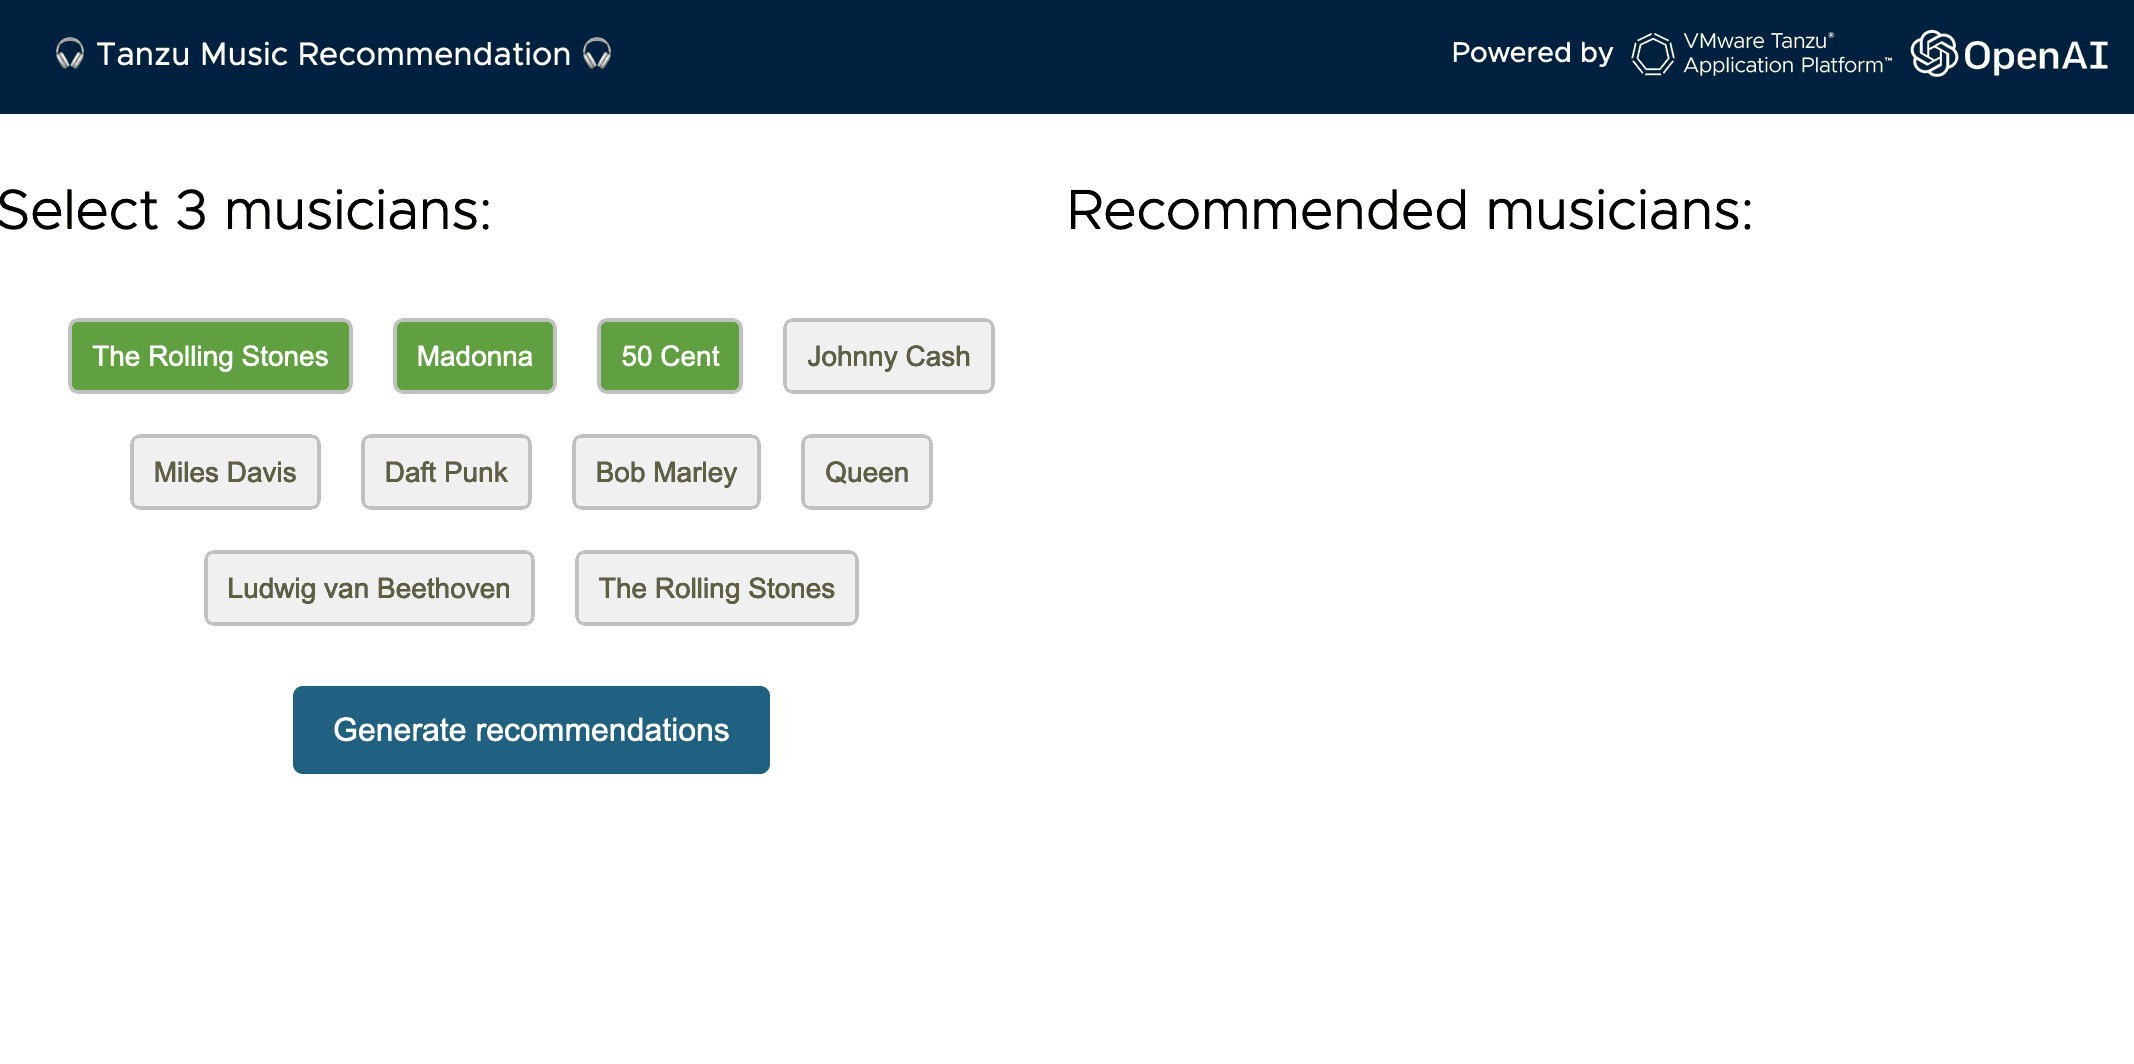 🎧 Tanzu Music Recommendation 🎧
Powered by
VMware Tanzu®
Application Platform™
OpenAI
Select 3 musicians:
Recommended musicians:
The Rolling Stones
Madonna
50 Cent
Johnny Cash
Miles Davis
Daft Punk
Bob Marley
Queen
Ludwig van Beethoven
The Rolling Stones
Generate recommendations